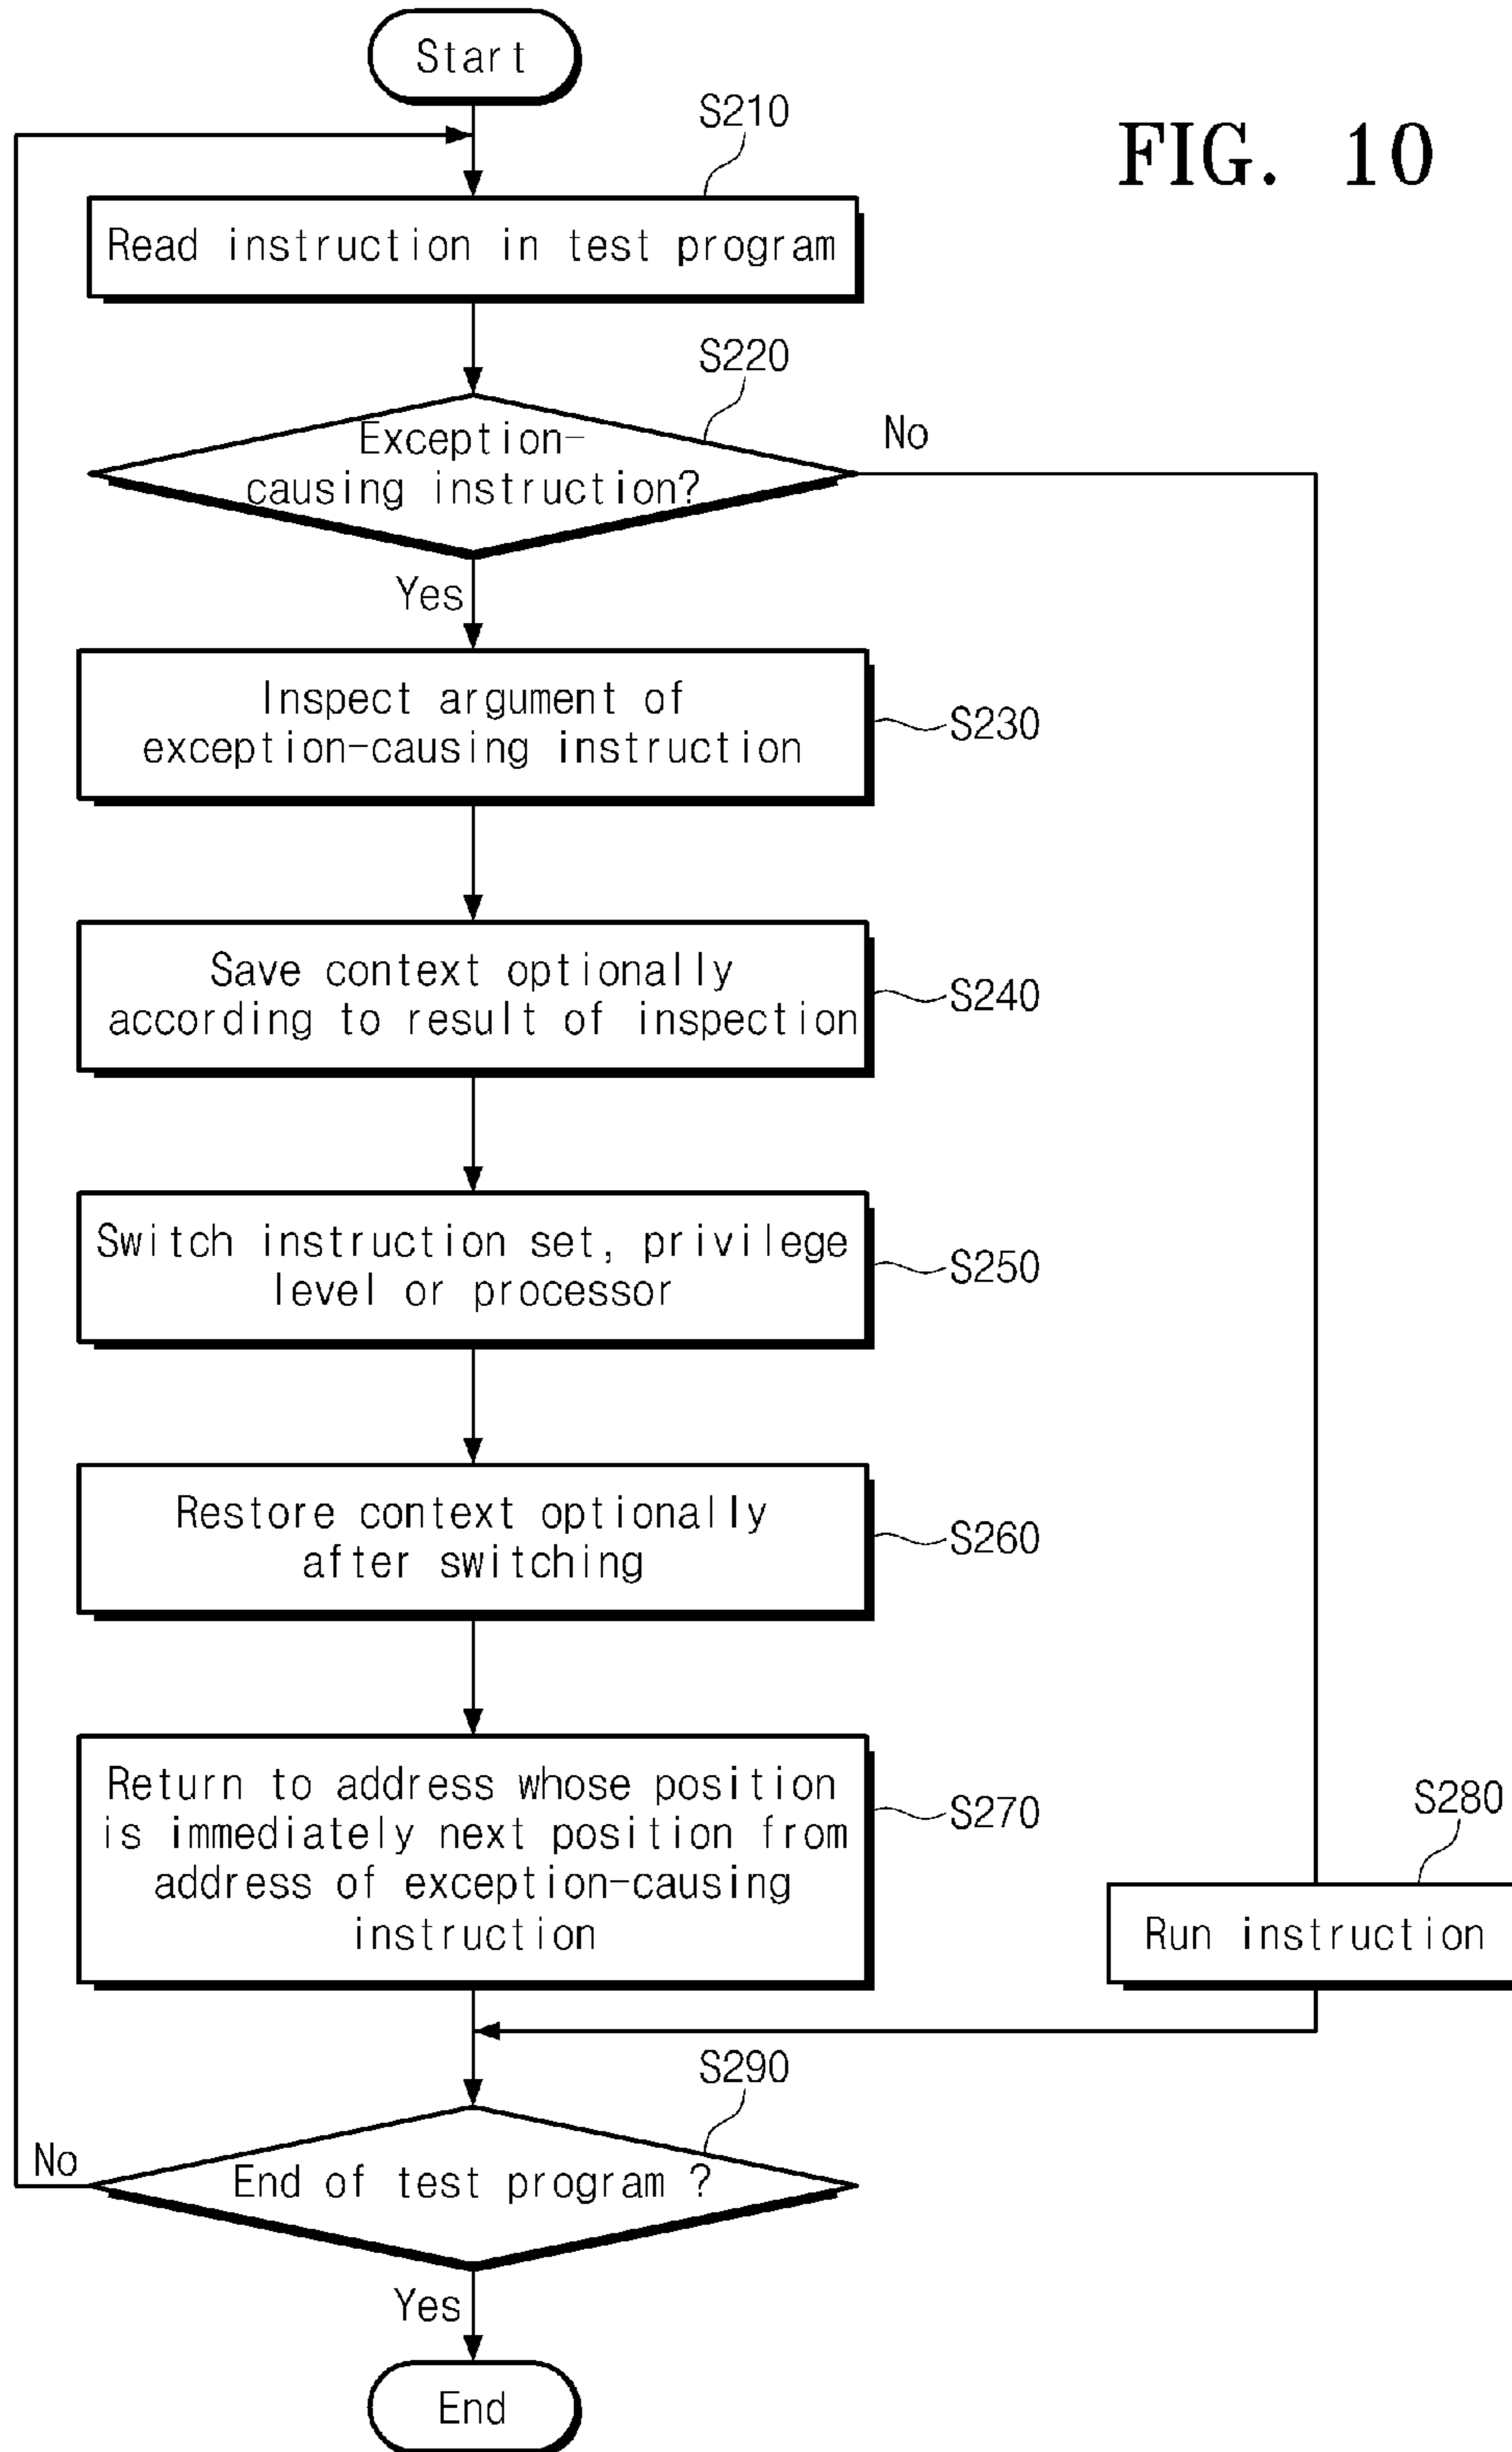 Start
S210
FIG. 10
Read instruction in test program
S220
Exception-
causing instruction?
No
Yes
Inspect argument of
exception-causing instruction
S230
Save context optionally
according to result of inspection
S240
Switch instruction set, privilege
level or processor
S250
Restore context optionally
after switching
S260
Return to address whose position
is immediately next position from
address of exception-causing
instruction
S270
S280
Run instruction
S290
No
End of test program ?
Yes
End